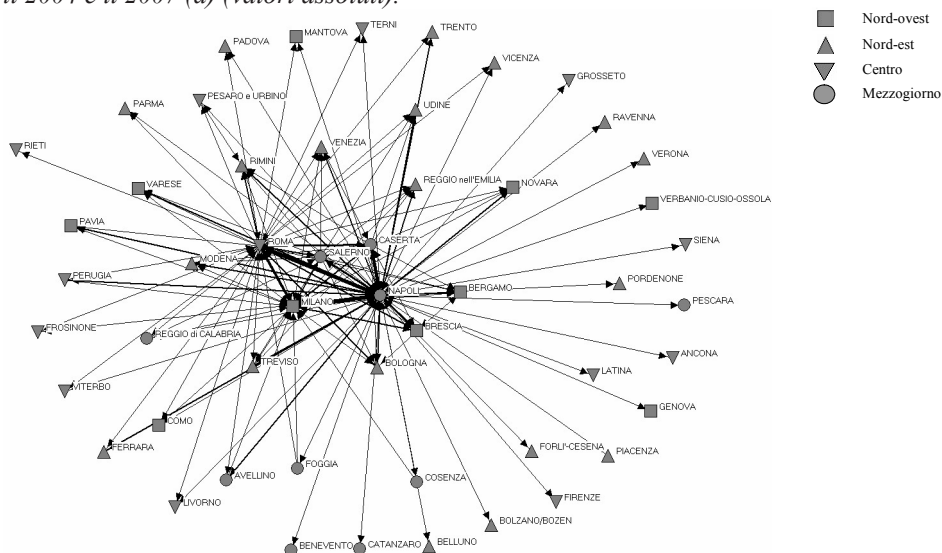 il 2004 e il 2007 (a) (valori assoluti).
Nord-ovest
Nord-est
Centro
Mezzogiorno
TERNI
MANTOVA
TRENTO
PADOVA
VICENZA
GROSSETO
PESARO e URBINO
PARMA
UDINE
RAVENNA
RIETI
VENEZIA
VERONA
RIMINI
REGGIO nell'EMILIA
NOVARA
VARESE
VERBANIO-CUSIO-OSSOLA
PAVIA
ROMA
CASERTA
SIENA
SALERNO
MODENA
PERUGIA
PORDENONE
NAPOLI
BERGAMO
MILANO
PESCARA
FROSINONE
REGGIO di CALABRIA
BRESCIA
ANCONA
TREVISO
BOLOGNA
LATINA
VITERBO
GENOVA
COMO
FERRARA
FORLI'-CESENA
PIACENZA
FOGGIA
AVELLINO
COSENZA
LIVORNO
FIRENZE
BOLZANO/BOZEN
BENEVENTO
CATANZARO
BELLUNO